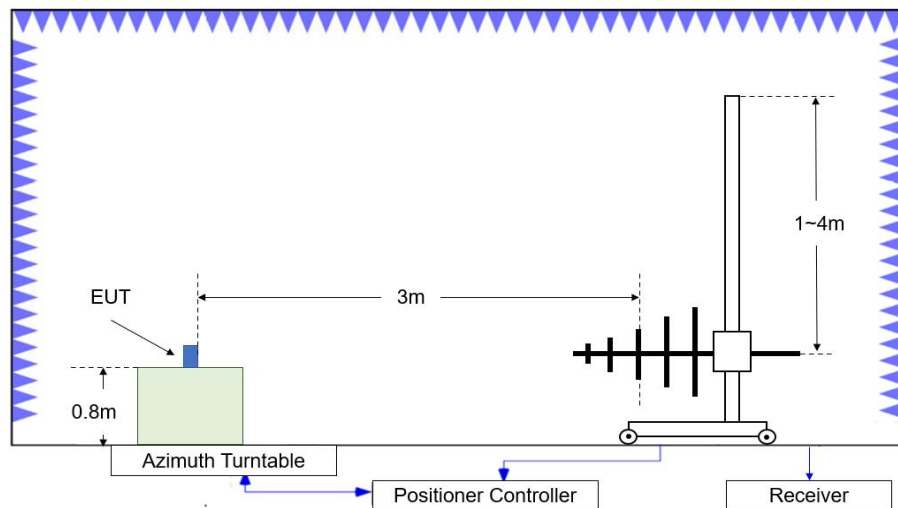 1~4m
EUT
3m
0.8m
Azimuth Turntable
Positioner Controller
Receiver